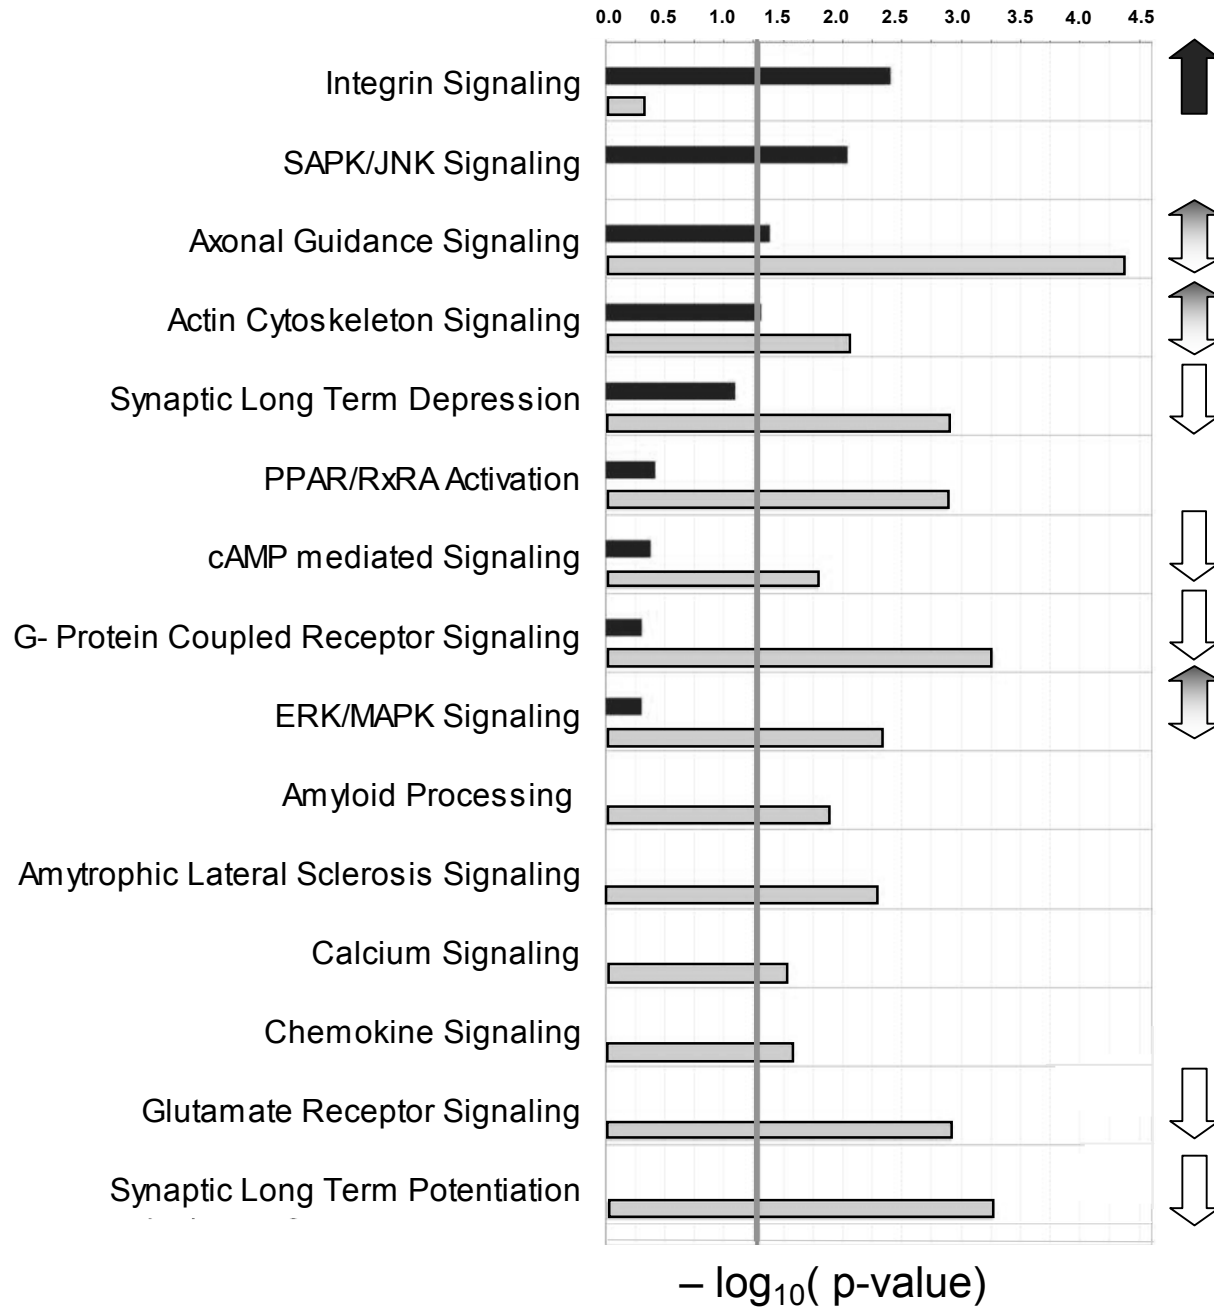 0.0 0.5 1.0 1.5 2.0 2.5 3.0 3.5 4.0 4.5
Integrin Signaling
SAPK/JNK Signaling
Axonal Guidance Signaling
Actin Cytoskeleton Signaling
Synaptic Long Term Depression
PPAR/RxRA Activation
cAMP mediated Signaling
G- Protein Coupled Receptor Signaling
ERK/MAPK Signaling
Amyloid Processing
Amytrophic Lateral Sclerosis Signaling
Calcium Signaling
Chemokine Signaling
Glutamate Receptor Signaling
Synaptic Long Term Potentiation
– log₁₀( p-value)